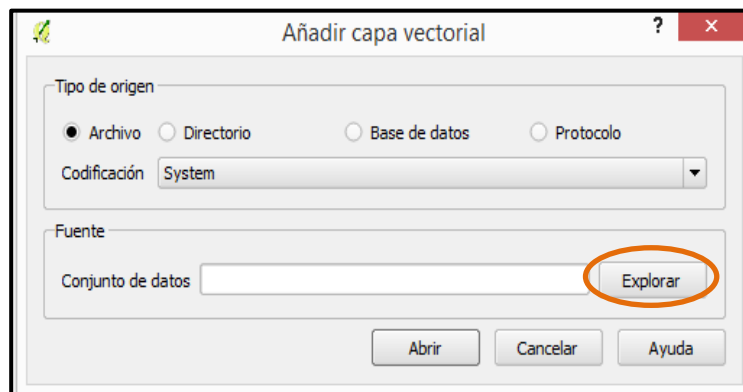 Añadir capa vectorial ? ×
Tipo de origen
Archivo Directorio Base de datos Protocolo
Codificación System
Fuente
Conjunto de datos Explorar
Abrir Cancelar Ayuda